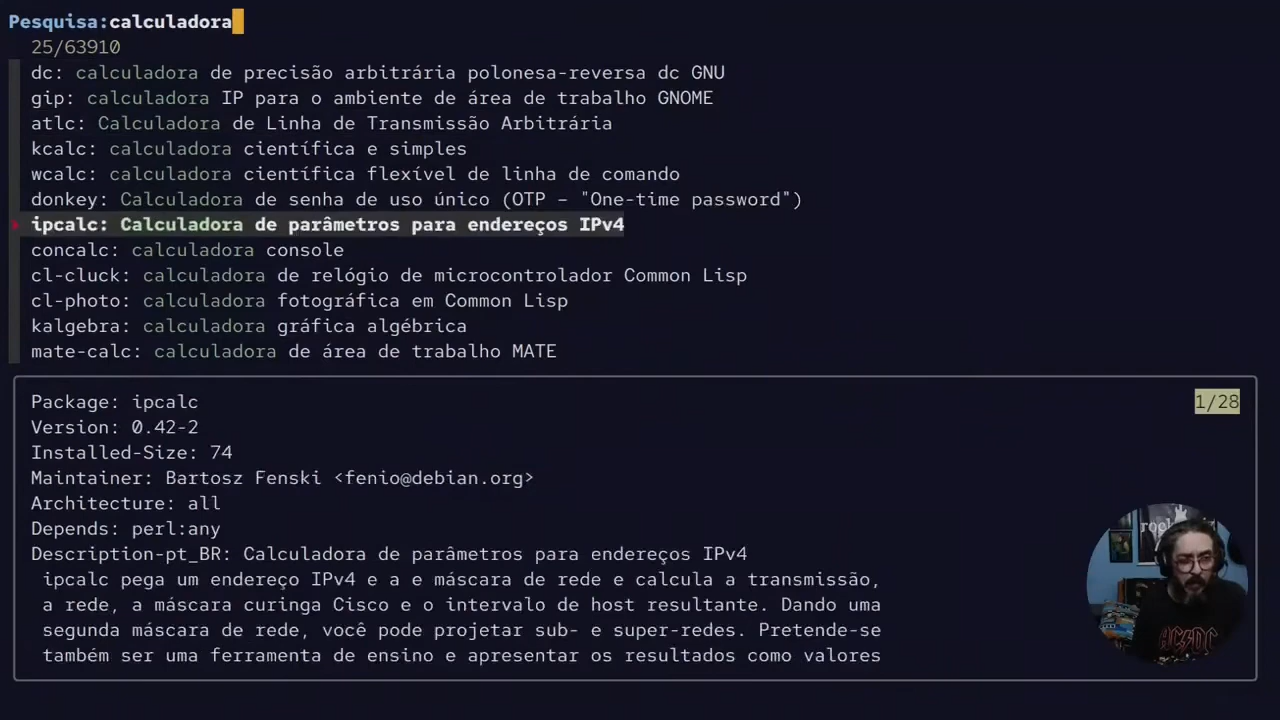 Pesquisa:calculadora
25/63910
dc: calculadora de precisão arbitrária polonesa-reversa dc GNU
gip: calculadora IP para o ambiente de área de trabalho GNOME
atlc: Calculadora de Linha de Transmissão Arbitrária
kcalc: calculadora científica e simples
wcalc: calculadora científica flexível de linha de comando
donkey: Calculadora de senha de uso único (OTP – "One-time password")
ipcalc: Calculadora de parâmetros para endereços IPv4
concalc: calculadora console
cl-cluck: calculadora de relógio de microcontrolador Common Lisp
cl-photo: calculadora fotográfica em Common Lisp
kalgebra: calculadora gráfica algébrica
mate-calc: calculadora de área de trabalho MATE
Package: ipcalc
1/28
Version: 0.42-2
Installed-Size: 74
Maintainer: Bartosz Fenski <fenio@debian.org>
Architecture: all
Depends: perl:any
Description-pt_BR: Calculadora de parâmetros para endereços IPv4
ipcalc pega um endereço IPv4 e a e máscara de rede e calcula a transmissão,
a rede, a máscara curinga Cisco e o intervalo de host resultante. Dando uma
segunda máscara de rede, você pode projetar sub- e super-redes. Pretende-se
também ser uma ferramenta de ensino e apresentar os resultados como valores
rock
AC/DC